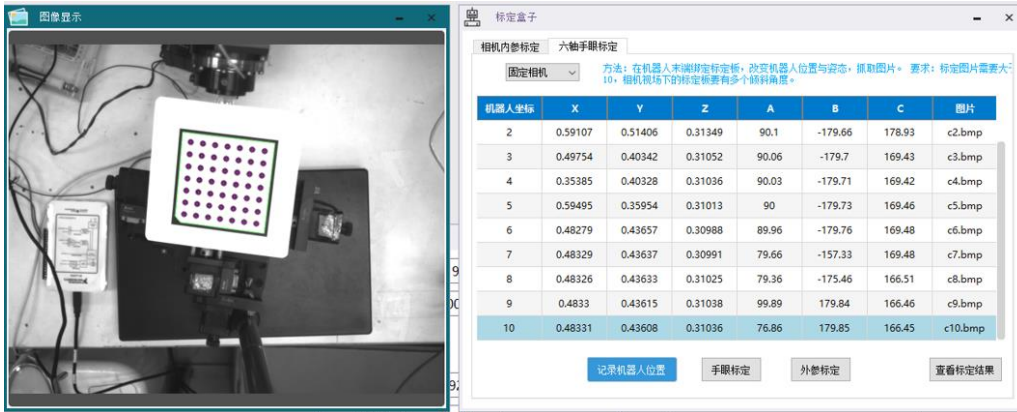 图像显示
标定盒子
相机内参标定 六轴手眼标定
固定相机
方法：在机器人末端绑定标定板，改变机器人位置与姿态，抓取图片。 要求：标定图片需要大于
10，相机视场下的标定板要有多个倾斜角度。
机器人坐标 X Y Z A B C 图片
2 0.59107 0.51406 0.31349 90.1 -179.66 178.93 c2.bmp
3 0.49754 0.40342 0.31052 90.06 -179.7 169.43 c3.bmp
4 0.35385 0.40328 0.31036 90.03 -179.71 169.42 c4.bmp
5 0.59495 0.35954 0.31013 90 -179.73 169.46 c5.bmp
6 0.48279 0.43657 0.30988 89.96 -179.76 169.48 c6.bmp
7 0.48329 0.43637 0.30991 79.66 -157.33 169.48 c7.bmp
8 0.48326 0.43633 0.31025 79.36 -175.46 166.51 c8.bmp
9 0.4833 0.43615 0.31038 99.89 179.84 166.46 c9.bmp
10 0.48331 0.43608 0.31036 76.86 179.85 166.45 c10.bmp
记录机器人位置 手眼标定 外参标定 查看标定结果